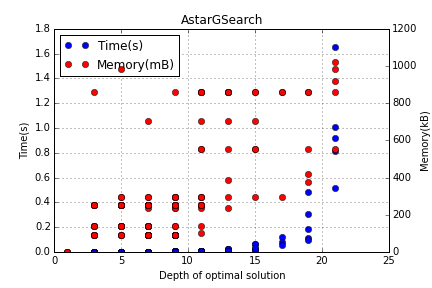 AstarGSearch
Time(s)
Memory(mB)
1.8
1.6
1.4
1.2
1.0
0.8
0.6
0.4
0.2
0.0
Time(s)
1200
1000
800
600
400
200
0
Memory(kB)
0 5 10 15 20 25
Depth of optimal solution